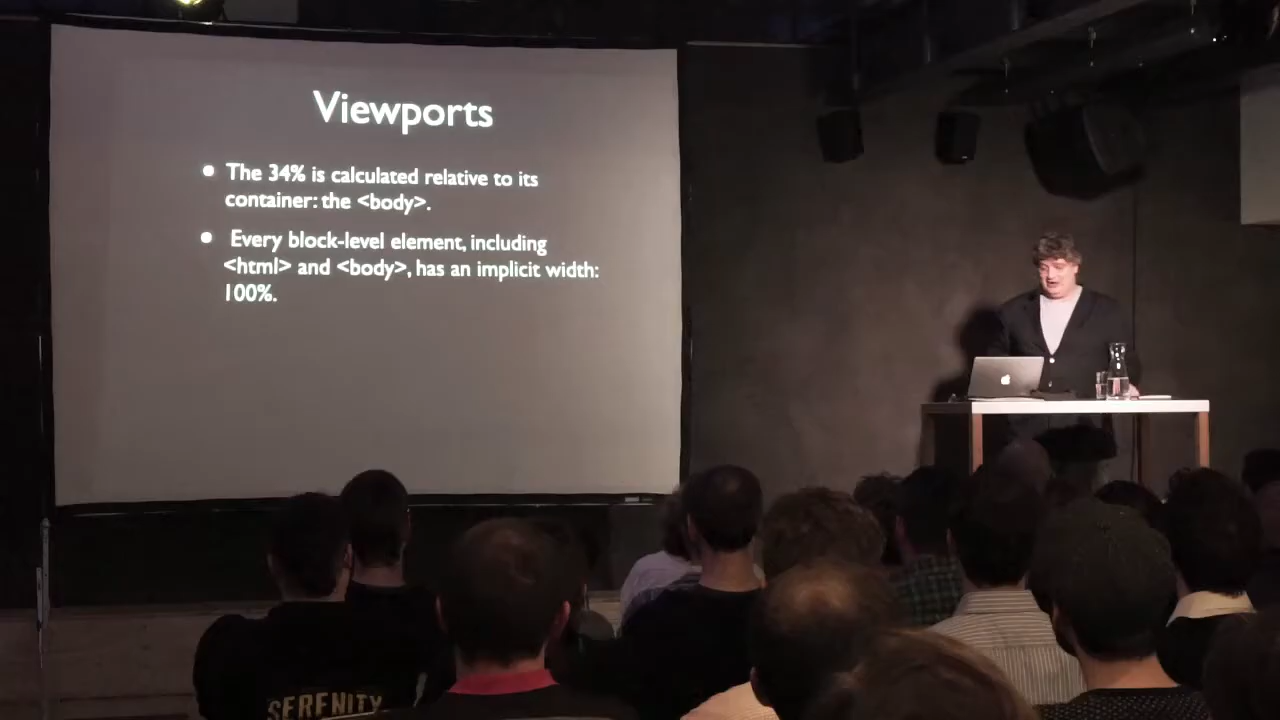 Viewports
• The 34% is calculated relative to its
container: the <body>.
• Every block-level element, including
<html> and <body>, has an implicit width:
100%.
SERENITY